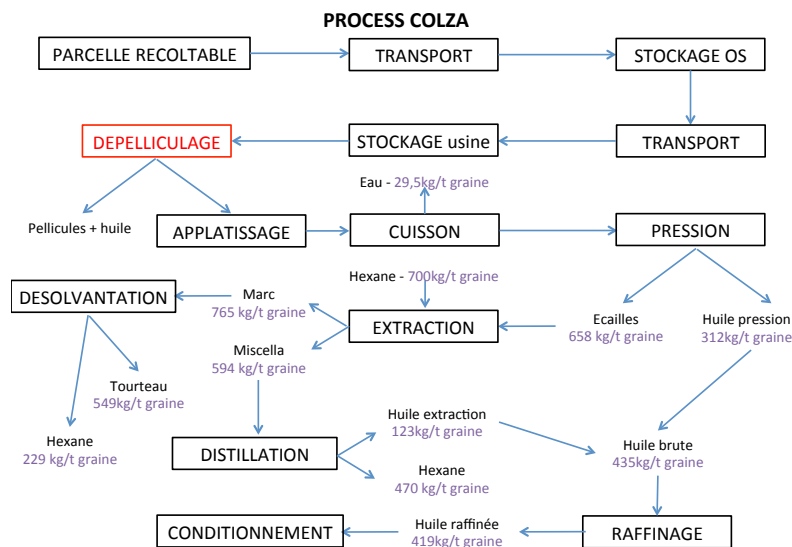 PROCESS COLZA
PARCELLE RECOLTABLE
TRANSPORT
STOCKAGE OS
DEPELLICULAGE
STOCKAGE usine
TRANSPORT
Eau - 29,5kg/t graine
Pellicules + huile
APPLATISSAGE
CUISSON
PRESSION
Hexane - 700kg/t graine
DESOLVANTATION
Marc
765 kg/t graine
EXTRACTION
Ecailles
658 kg/t graine
Huile pression
312kg/t graine
Miscella
594 kg/t graine
Tourteau
549kg/t graine
Hexane
229 kg/t graine
DISTILLATION
Huile extraction
123kg/t graine
Hexane
470 kg/t graine
Huile brute
435kg/t graine
CONDITIONNEMENT
Huile raffinée
419kg/t graine
RAFFINAGE